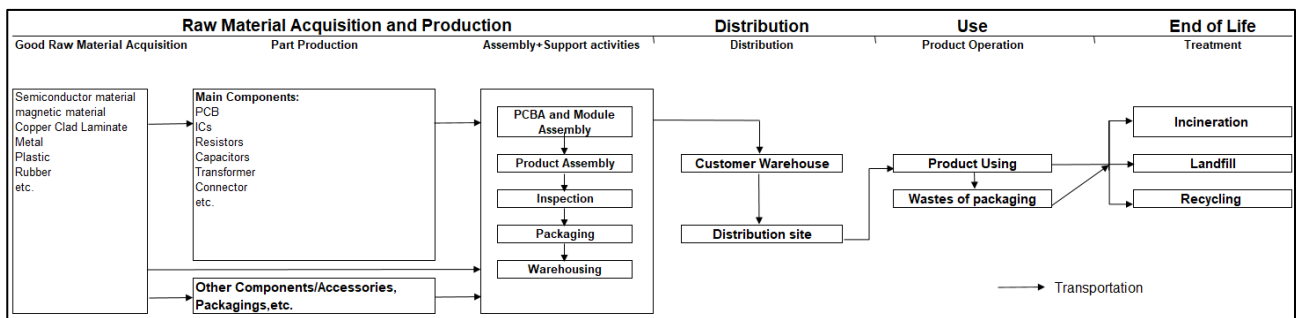 Raw Material Acquisition and Production
Distribution
Use
End of Life
Good Raw Material Acquisition
Part Production
Assembly+Support activities
Distribution
Product Operation
Treatment
Semiconductor material
magnetic material
Copper Clad Laminate
Metal
Plastic
Rubber
etc.
Main Components:
PCB
ICs
Resistors
Capacitors
Transformer
Connector
etc.
Other Components/Accessories,
Packagings,etc.
PCBA and Module
Assembly
Product Assembly
Inspection
Packaging
Warehousing
Customer Warehouse
Distribution site
Product Using
Wastes of packaging
Incineration
Landfill
Recycling
Transportation